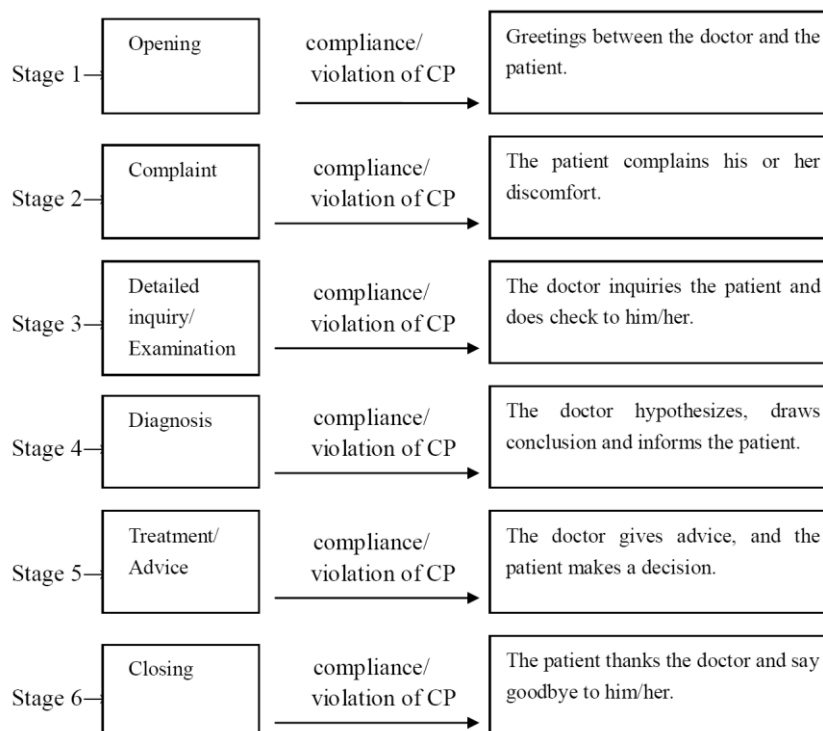 Stage 1
Opening
compliance/
violation of CP
Greetings between the doctor and the
patient.
Stage 2
Complaint
compliance/
violation of CP
The patient complains his or her
discomfort.
Stage 3
Detailed
inquiry/
Examination
compliance/
violation of CP
The doctor inquiries the patient and
does check to him/her.
Stage 4
Diagnosis
compliance/
violation of CP
The doctor hypothesizes, draws
conclusion and informs the patient.
Stage 5
Treatment/
Advice
compliance/
violation of CP
The doctor gives advice, and the
patient makes a decision.
Stage 6
Closing
compliance/
violation of CP
The patient thanks the doctor and say
goodbye to him/her.